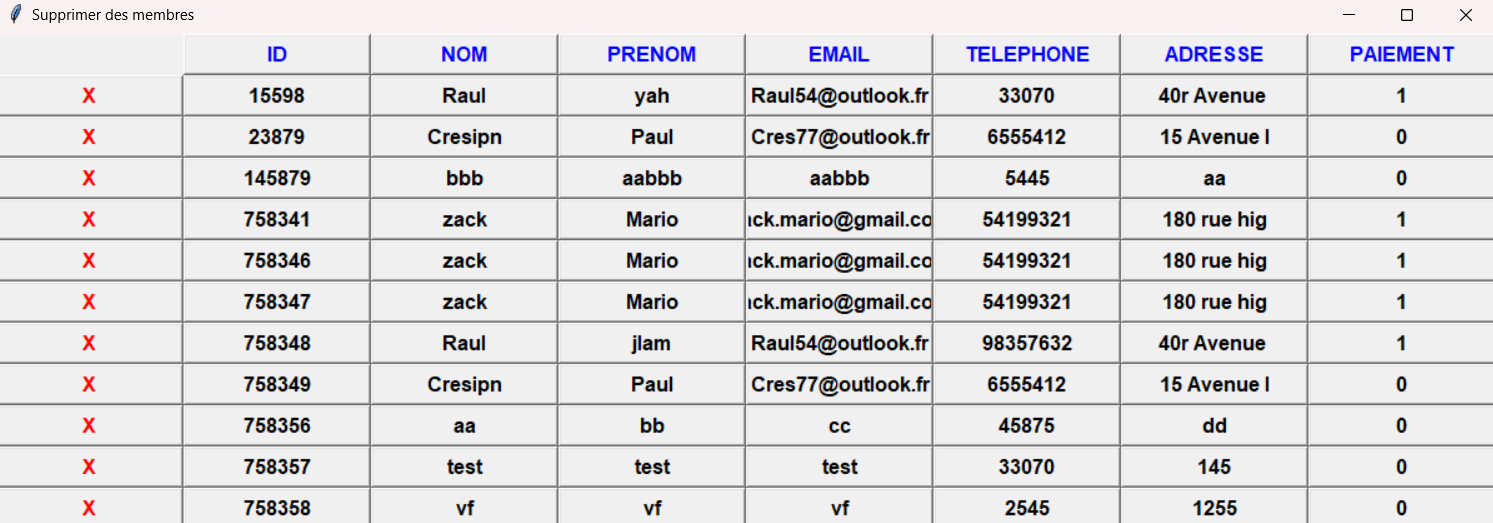 Supprimer des membres
ID NOM PRENOM EMAIL TELEPHONE ADRESSE PAIEMENT
X 15598 Raul yah Raul54@outlook.fr 33070 40r Avenue 1
X 23879 Cresipn Paul Cres77@outlook.fr 6555412 15 Avenue l 0
X 145879 bbb aabbb aabbb 5445 aa 0
X 758341 zack Mario ack.mario@gmail.co 54199321 180 rue hig 1
X 758346 zack Mario ack.mario@gmail.co 54199321 180 rue hig 1
X 758347 zack Mario ack.mario@gmail.co 54199321 180 rue hig 1
X 758348 Raul jlam Raul54@outlook.fr 98357632 40r Avenue 1
X 758349 Cresipn Paul Cres77@outlook.fr 6555412 15 Avenue l 0
X 758356 aa bb cc 45875 dd 0
X 758357 test test test 33070 145 0
X 758358 vf vf vf 2545 1255 0